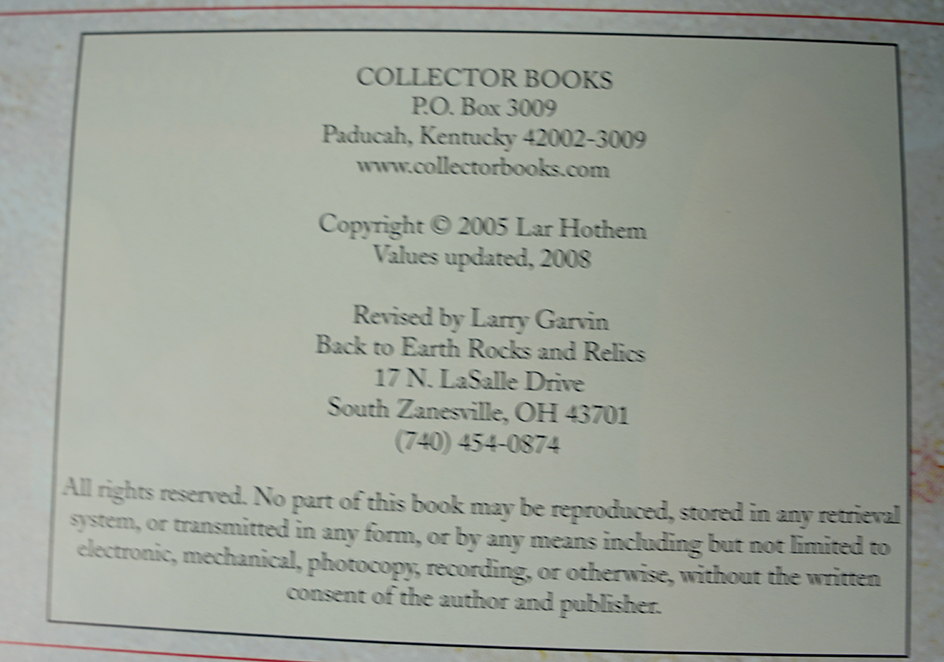 COLLECTOR BOOKS
P.O. Box 3009
Paducah, Kentucky 42002-3009
www.collectorbooks.com
Copyright © 2005 Lar Hothem
Values updated, 2008
Revised by Larry Garvin
Back to Earth Rocks and Relics
17 N. LaSalle Drive
South Zanesville, OH 43701
(740) 454-0874
All rights reserved. No part of this book may be reproduced, stored in any retrieval
system, or transmitted in any form, or by any means including but not limited to
electronic, mechanical, photocopy, recording, or otherwise, without the written
consent of the author and publisher.